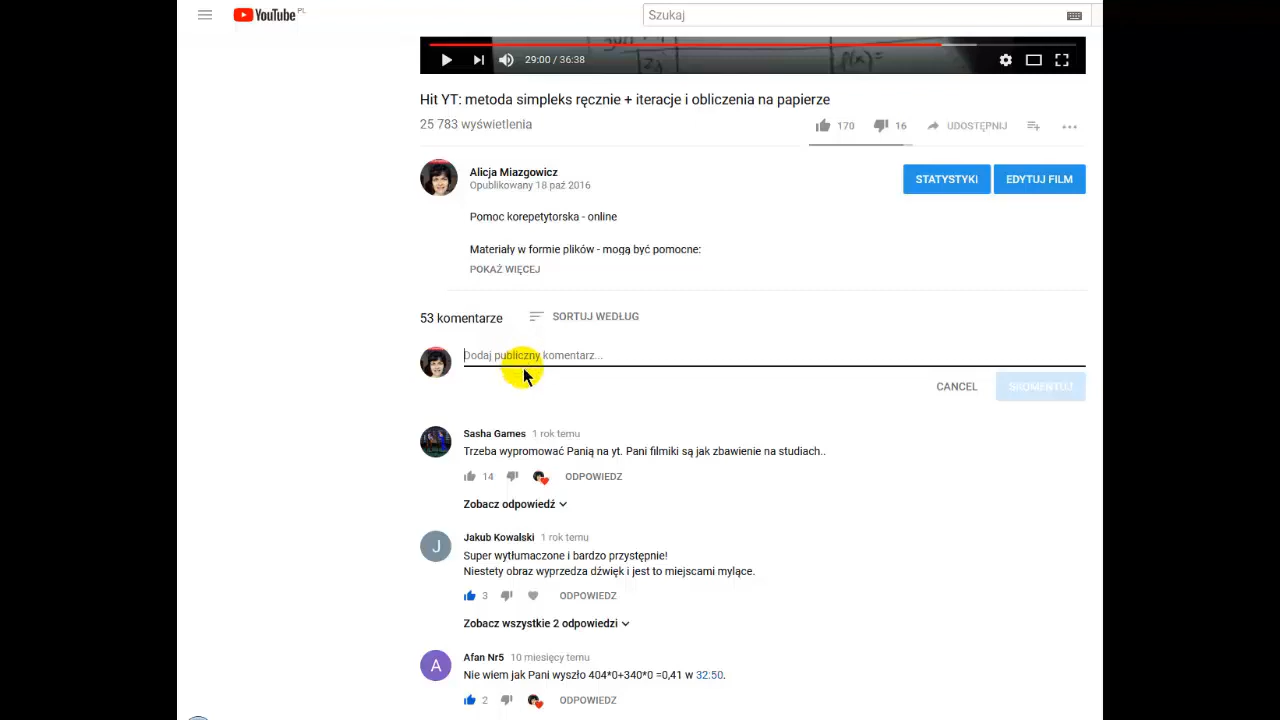 YouTube PL
Szukaj
29:00 / 36:38
Hit YT: metoda simpleks ręcznie + iteracje i obliczenia na papierze
25 783 wyświetlenia
170 16 UDOSTĘPNIJ
Alicja Miazgowicz
Opublikowany 18 paź 2016
STATYSTYKI EDYTUJ FILM
Pomoc korepetytorska - online
Materiały w formie plików - mogą być pomocne:
POKAŻ WIĘCEJ
53 komentarze SORTUJ WEDŁUG
Dodaj publiczny komentarz...
CANCEL SKOMENTUJ
Sasha Games 1 rok temu
Trzeba wypromować Panią na yt. Pani filmiki są jak zbawienie na studiach..
14 ODPOWIEDZ
Zobacz odpowiedź
J
Jakub Kowalski 1 rok temu
Super wytłumaczone i bardzo przystępnie!
Niestety obraz wyprzedza dźwięk i jest to miejscami mylące.
3 ODPOWIEDZ
Zobacz wszystkie 2 odpowiedzi
A
Afan Nr5 10 miesięcy temu
Nie wiem jak Pani wyszło 404*0+340*0 =0,41 w 32:50.
2 ODPOWIEDZ